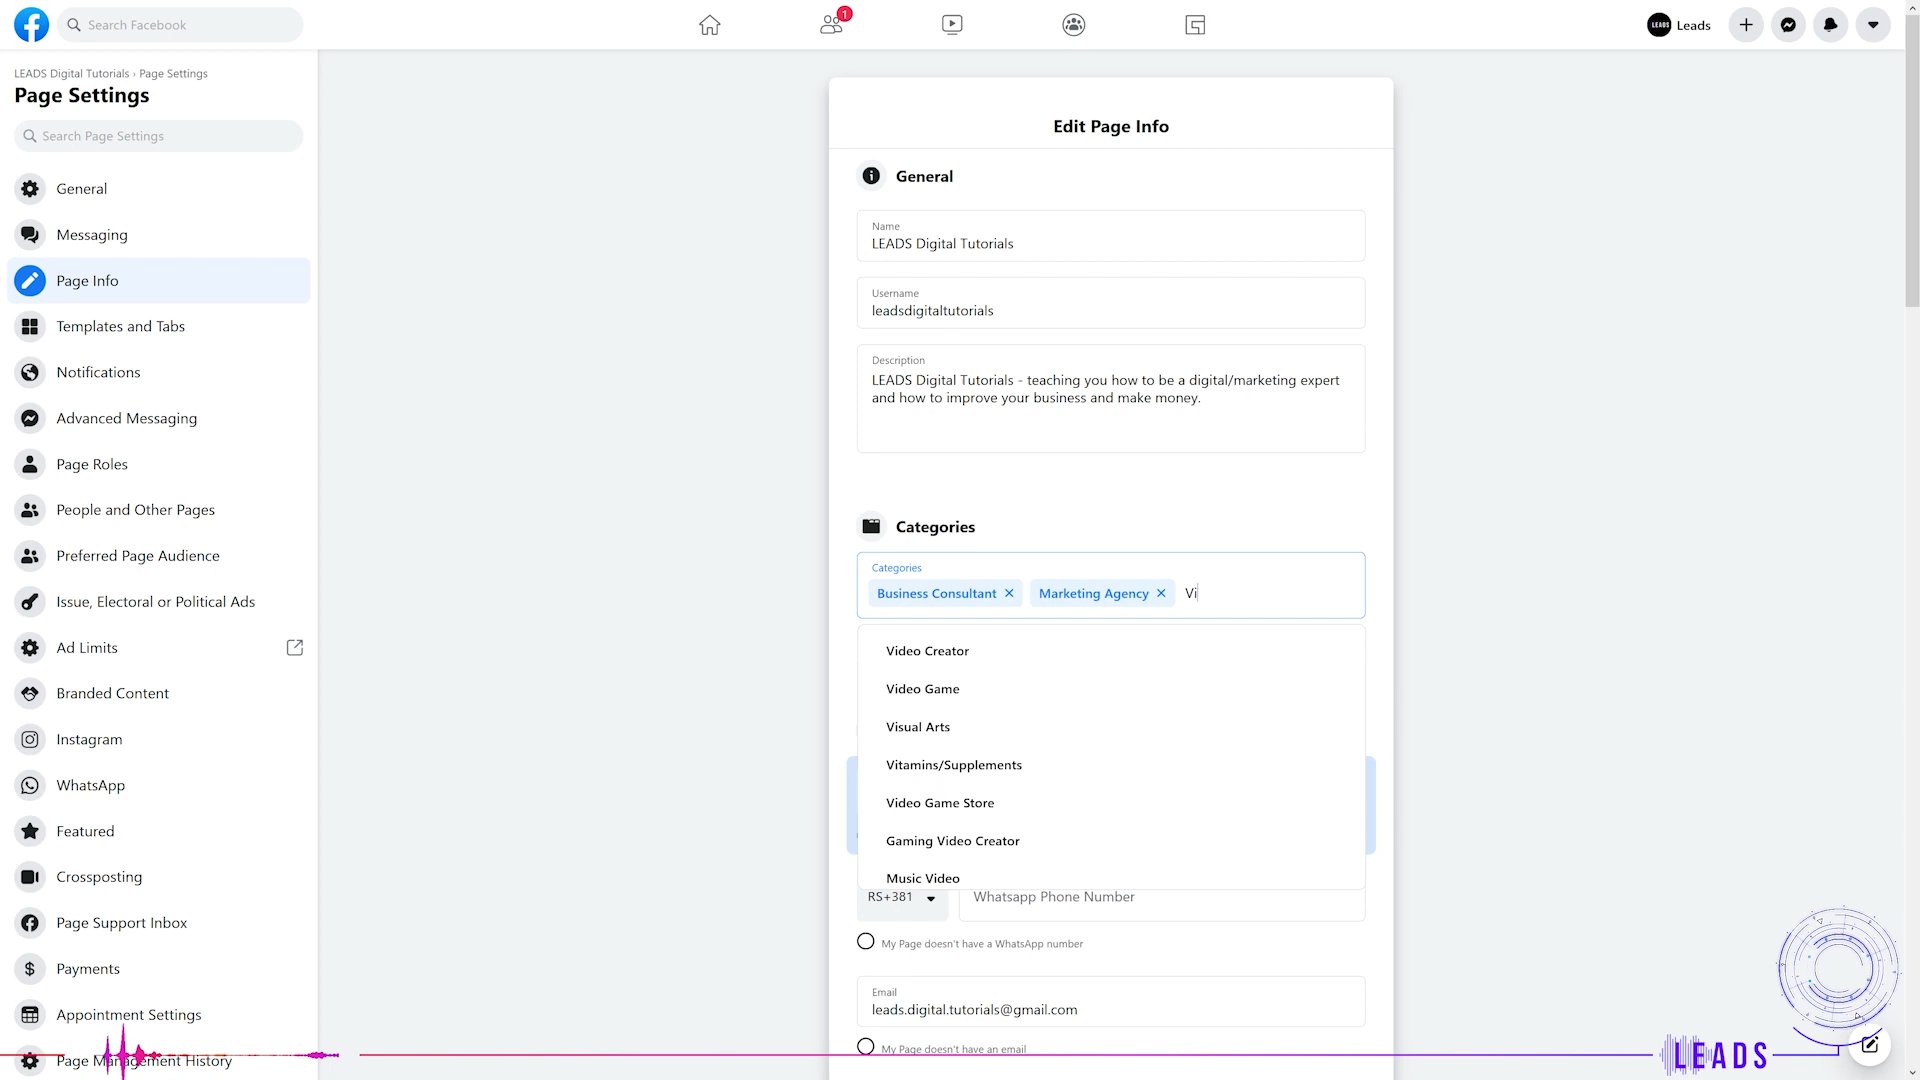 Search Facebook
1
LEADS
Leads
LEADS Digital Tutorials › Page Settings
Page Settings
Search Page Settings
General
Messaging
Page Info
Templates and Tabs
Notifications
Advanced Messaging
Page Roles
People and Other Pages
Preferred Page Audience
Issue, Electoral or Political Ads
Ad Limits
Branded Content
Instagram
WhatsApp
Featured
Crossposting
Page Support Inbox
Payments
Appointment Settings
Page Management History
Edit Page Info
General
Name
LEADS Digital Tutorials
Username
leadsdigitaltutorials
Description
LEADS Digital Tutorials - teaching you how to be a digital/marketing expert
and how to improve your business and make money.
Categories
Categories
Business Consultant Marketing Agency Vi
Video Creator
Video Game
Visual Arts
Vitamins/Supplements
Video Game Store
Gaming Video Creator
Music Video
RS+381 Whatsapp Phone Number
My Page doesn't have a WhatsApp number
Email
leads.digital.tutorials@gmail.com
My Page doesn't have an email
LEADS